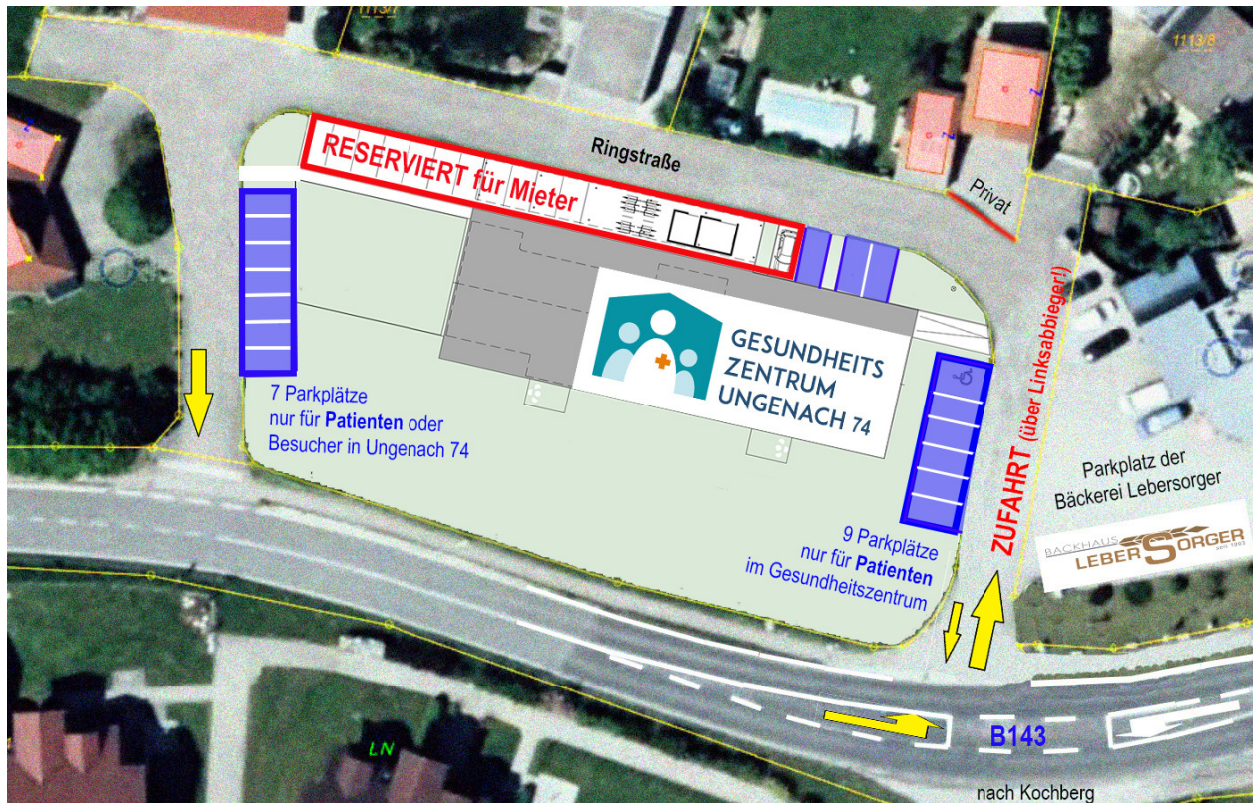 1113/7
1113/8
Ringstraße
RESERVIERT für Mieter
Privat
GESUNDHEITS
ZENTRUM
UNGENACH 74
7 Parkplätze
nur für Patienten oder
Besucher in Ungenach 74
9 Parkplätze
nur für Patienten
im Gesundheitszentrum
ZUFAHRT (über Linksabbieger!)
Parkplatz der
Bäckerei Lebersorger
BACKHAUS
LEBERSORGER
B143
LN
nach Kochberg